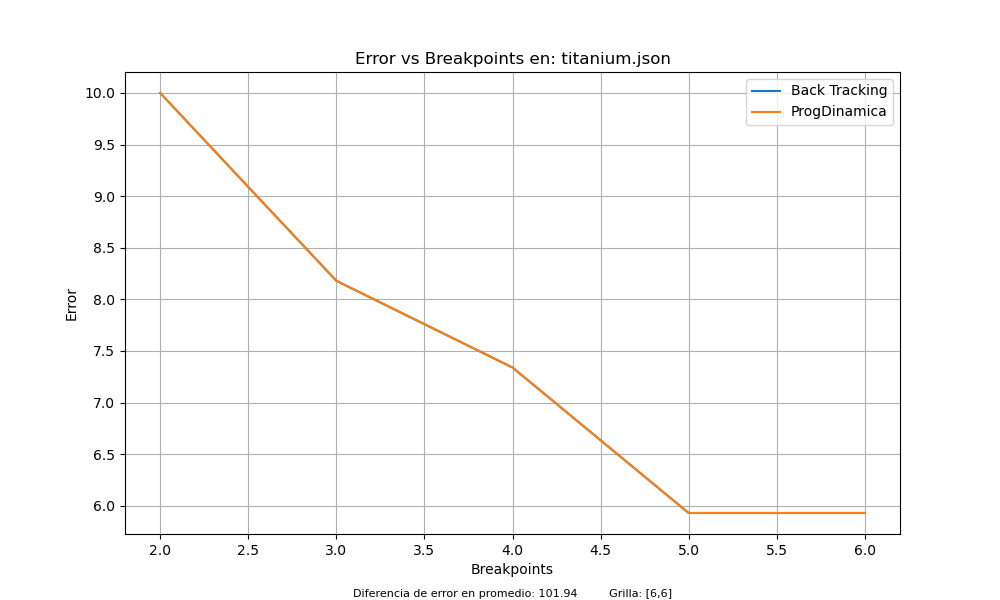 Error vs Breakpoints en: titanium.json
Back Tracking
ProgDinamica
Error
10.0
9.5
9.0
8.5
8.0
7.5
7.0
6.5
6.0
2.0 2.5 3.0 3.5 4.0 4.5 5.0 5.5 6.0
Breakpoints
Diferencia de error en promedio: 101.94 Grilla: [6,6]